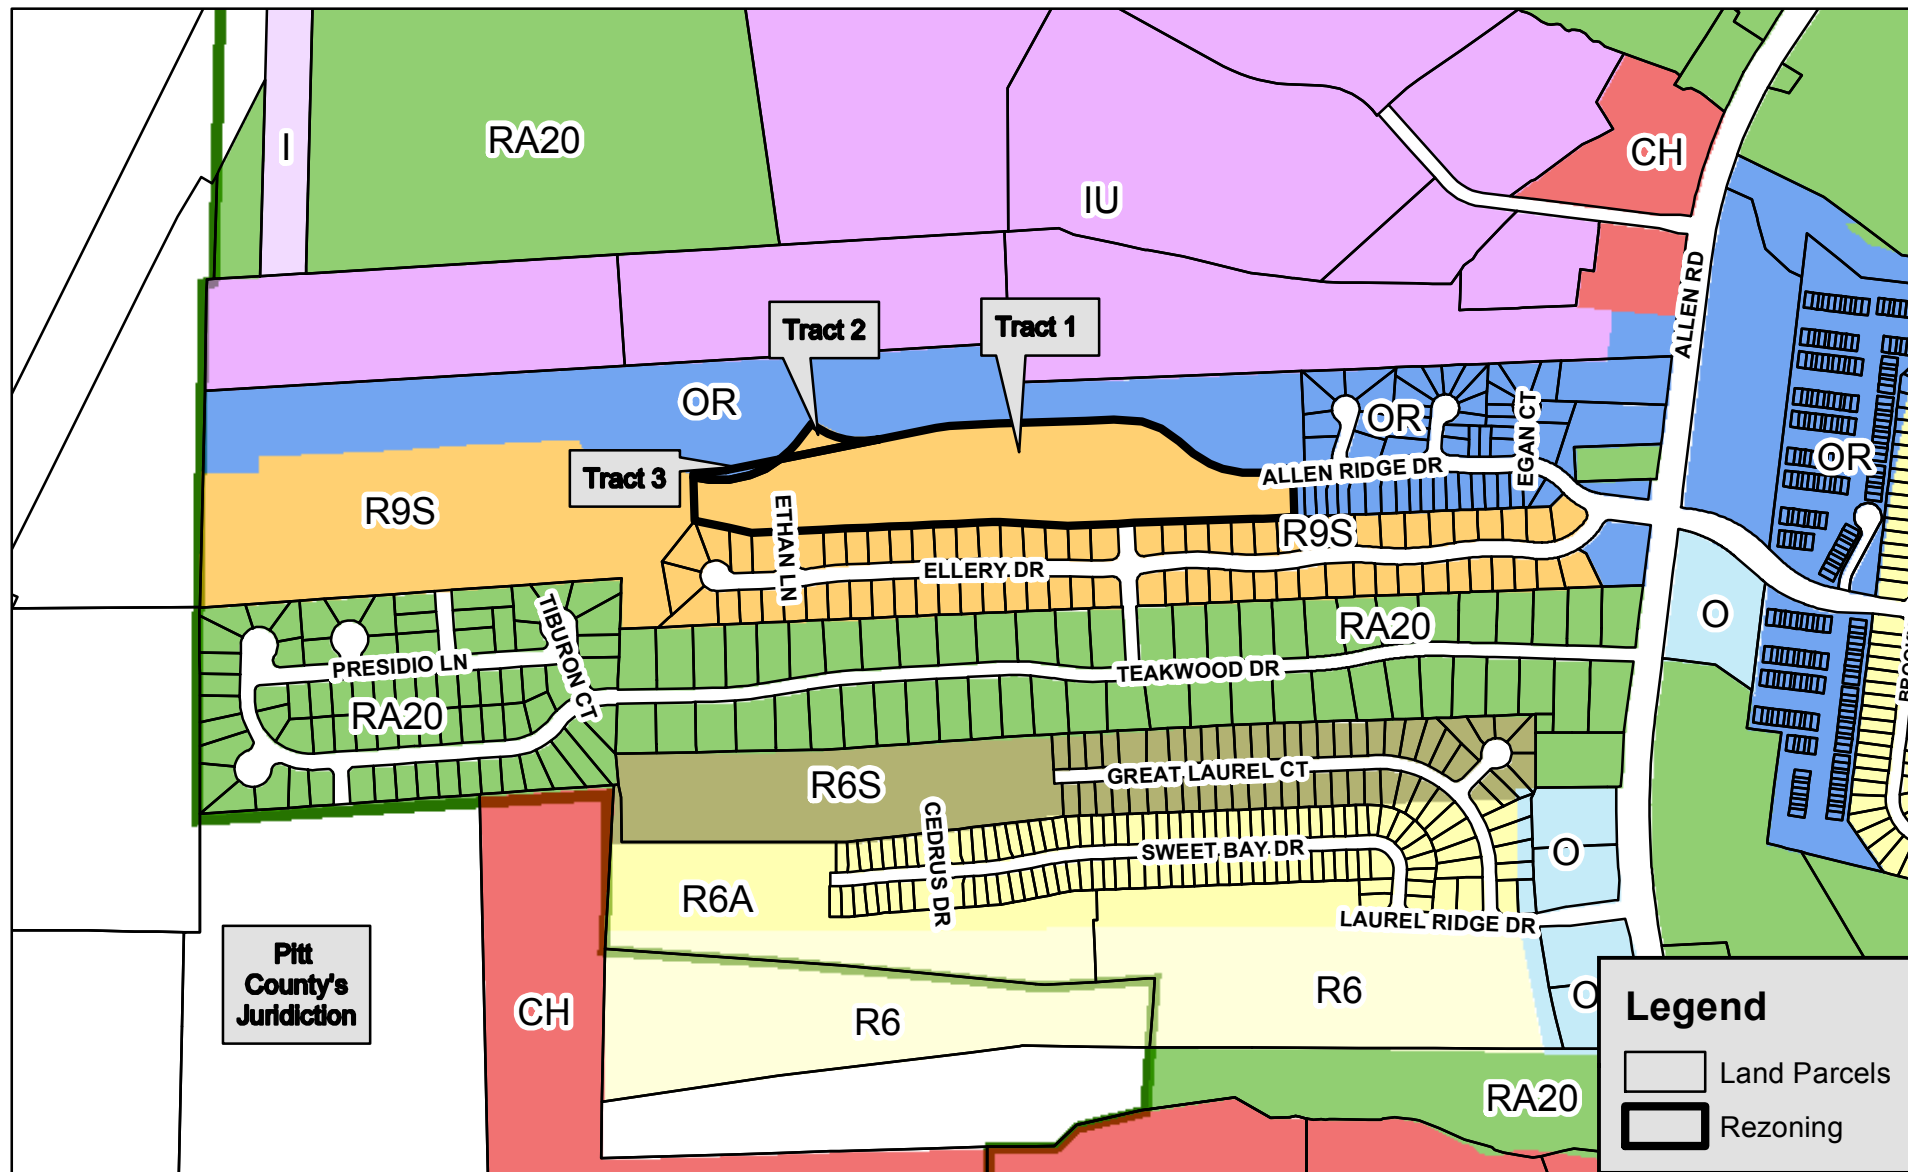 I
RA20
IU
CH
ALLEN RD
Tract 2
Tract 1
OR
OR
EGAN CT
OR
Tract 3
ALLEN RIDGE DR
R9S
ETHAN LN
R9S
ELLERY DR
TIBURON CT
O
RA20
PRESIDIO LN
TEAKWOOD DR
RA20
R6S
GREAT LAUREL CT
CEDRUS DR
SWEET BAY DR
O
R6A
LAUREL RIDGE DR
Pitt
County's
Juridiction
CH
R6
R6
O
RA20
Legend
Land Parcels
Rezoning